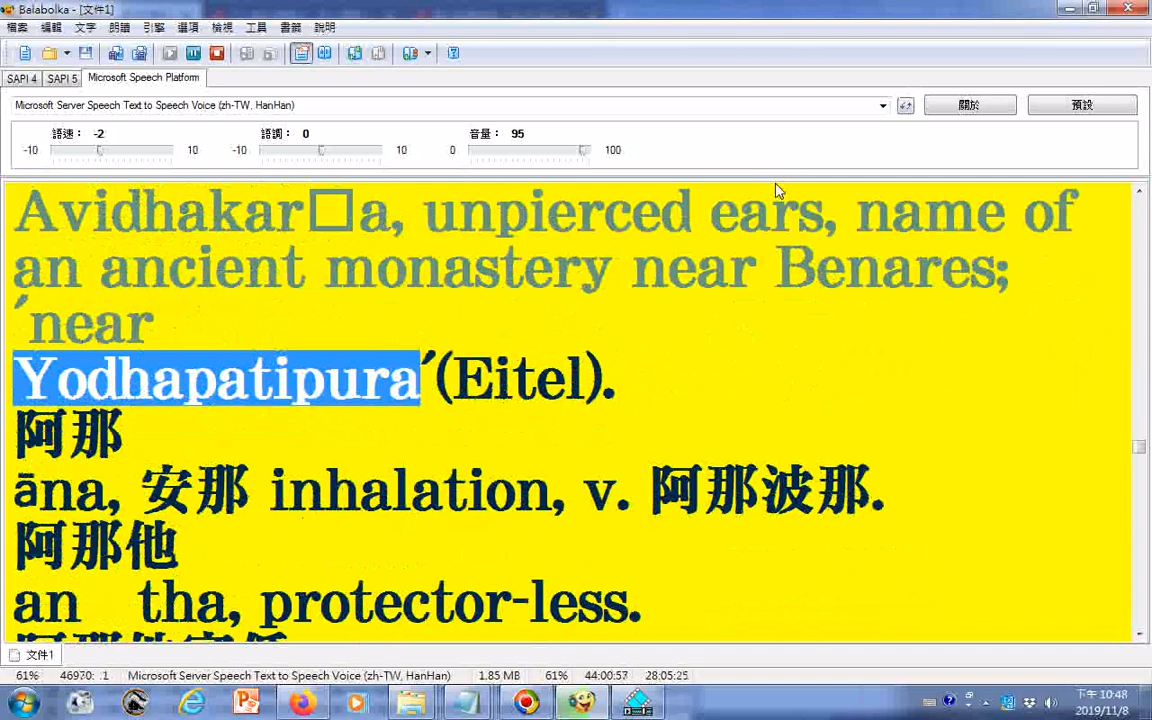 Balabolka - [文件1]
檔案 編輯 文字 朗讀 引擎 選項 檢視 工具 書籤 說明
SAPI 4 SAPI 5 Microsoft Speech Platform
Microsoft Server Speech Text to Speech Voice (zh-TW, HanHan) 關於 預設
語速： -2 語調： 0 音量： 95
-10 10 -10 10 0 100
Avidhakar□a, unpierced ears, name of
an ancient monastery near Benares;
´near
Yodhapatipura´(Eitel).
阿那
āna, 安那 inhalation, v. 阿那波那.
阿那他
an tha, protector-less.
文件1
61% 46970: .1 Microsoft Server Speech Text to Speech Voice (zh-TW, HanHan) 1.85 MB 61% 44:00:57 28:05:25
下午 10:48
2019/11/8